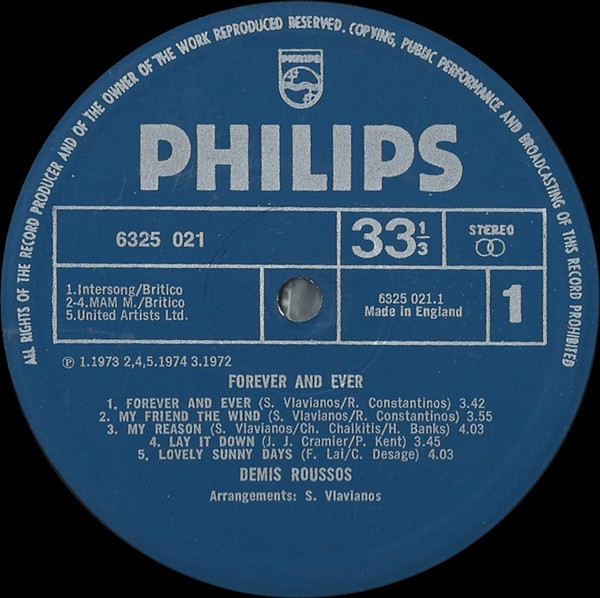 ALL RIGHTS OF THE RECORD PRODUCER AND OF THE OWNER OF THE WORK REPRODUCED RESERVED. COPYING, PUBLIC PERFORMANCE AND BROADCASTING OF THIS RECORD PROHIBITED
PHILIPS
PHILIPS
6325 021
33⅓
STEREO
1.Intersong/Britico
2-4.MAM M./Britico
5.United Artists Ltd.
6325 021.1
Made in England
1
℗ 1.1973 2,4,5.1974 3.1972
FOREVER AND EVER
1. FOREVER AND EVER (S. Vlavianos/R. Constantinos) 3.42
2. MY FRIEND THE WIND (S. Vlavianos/R. Constantinos) 3.55
3. MY REASON (S. Vlavianos/Ch. Chalkitis/H. Banks) 4.03
4. LAY IT DOWN (J. J. Cramier/P. Kent) 3.45
5. LOVELY SUNNY DAYS (F. Lai/C. Desage) 4.03
DEMIS ROUSSOS
Arrangements: S. Vlavianos